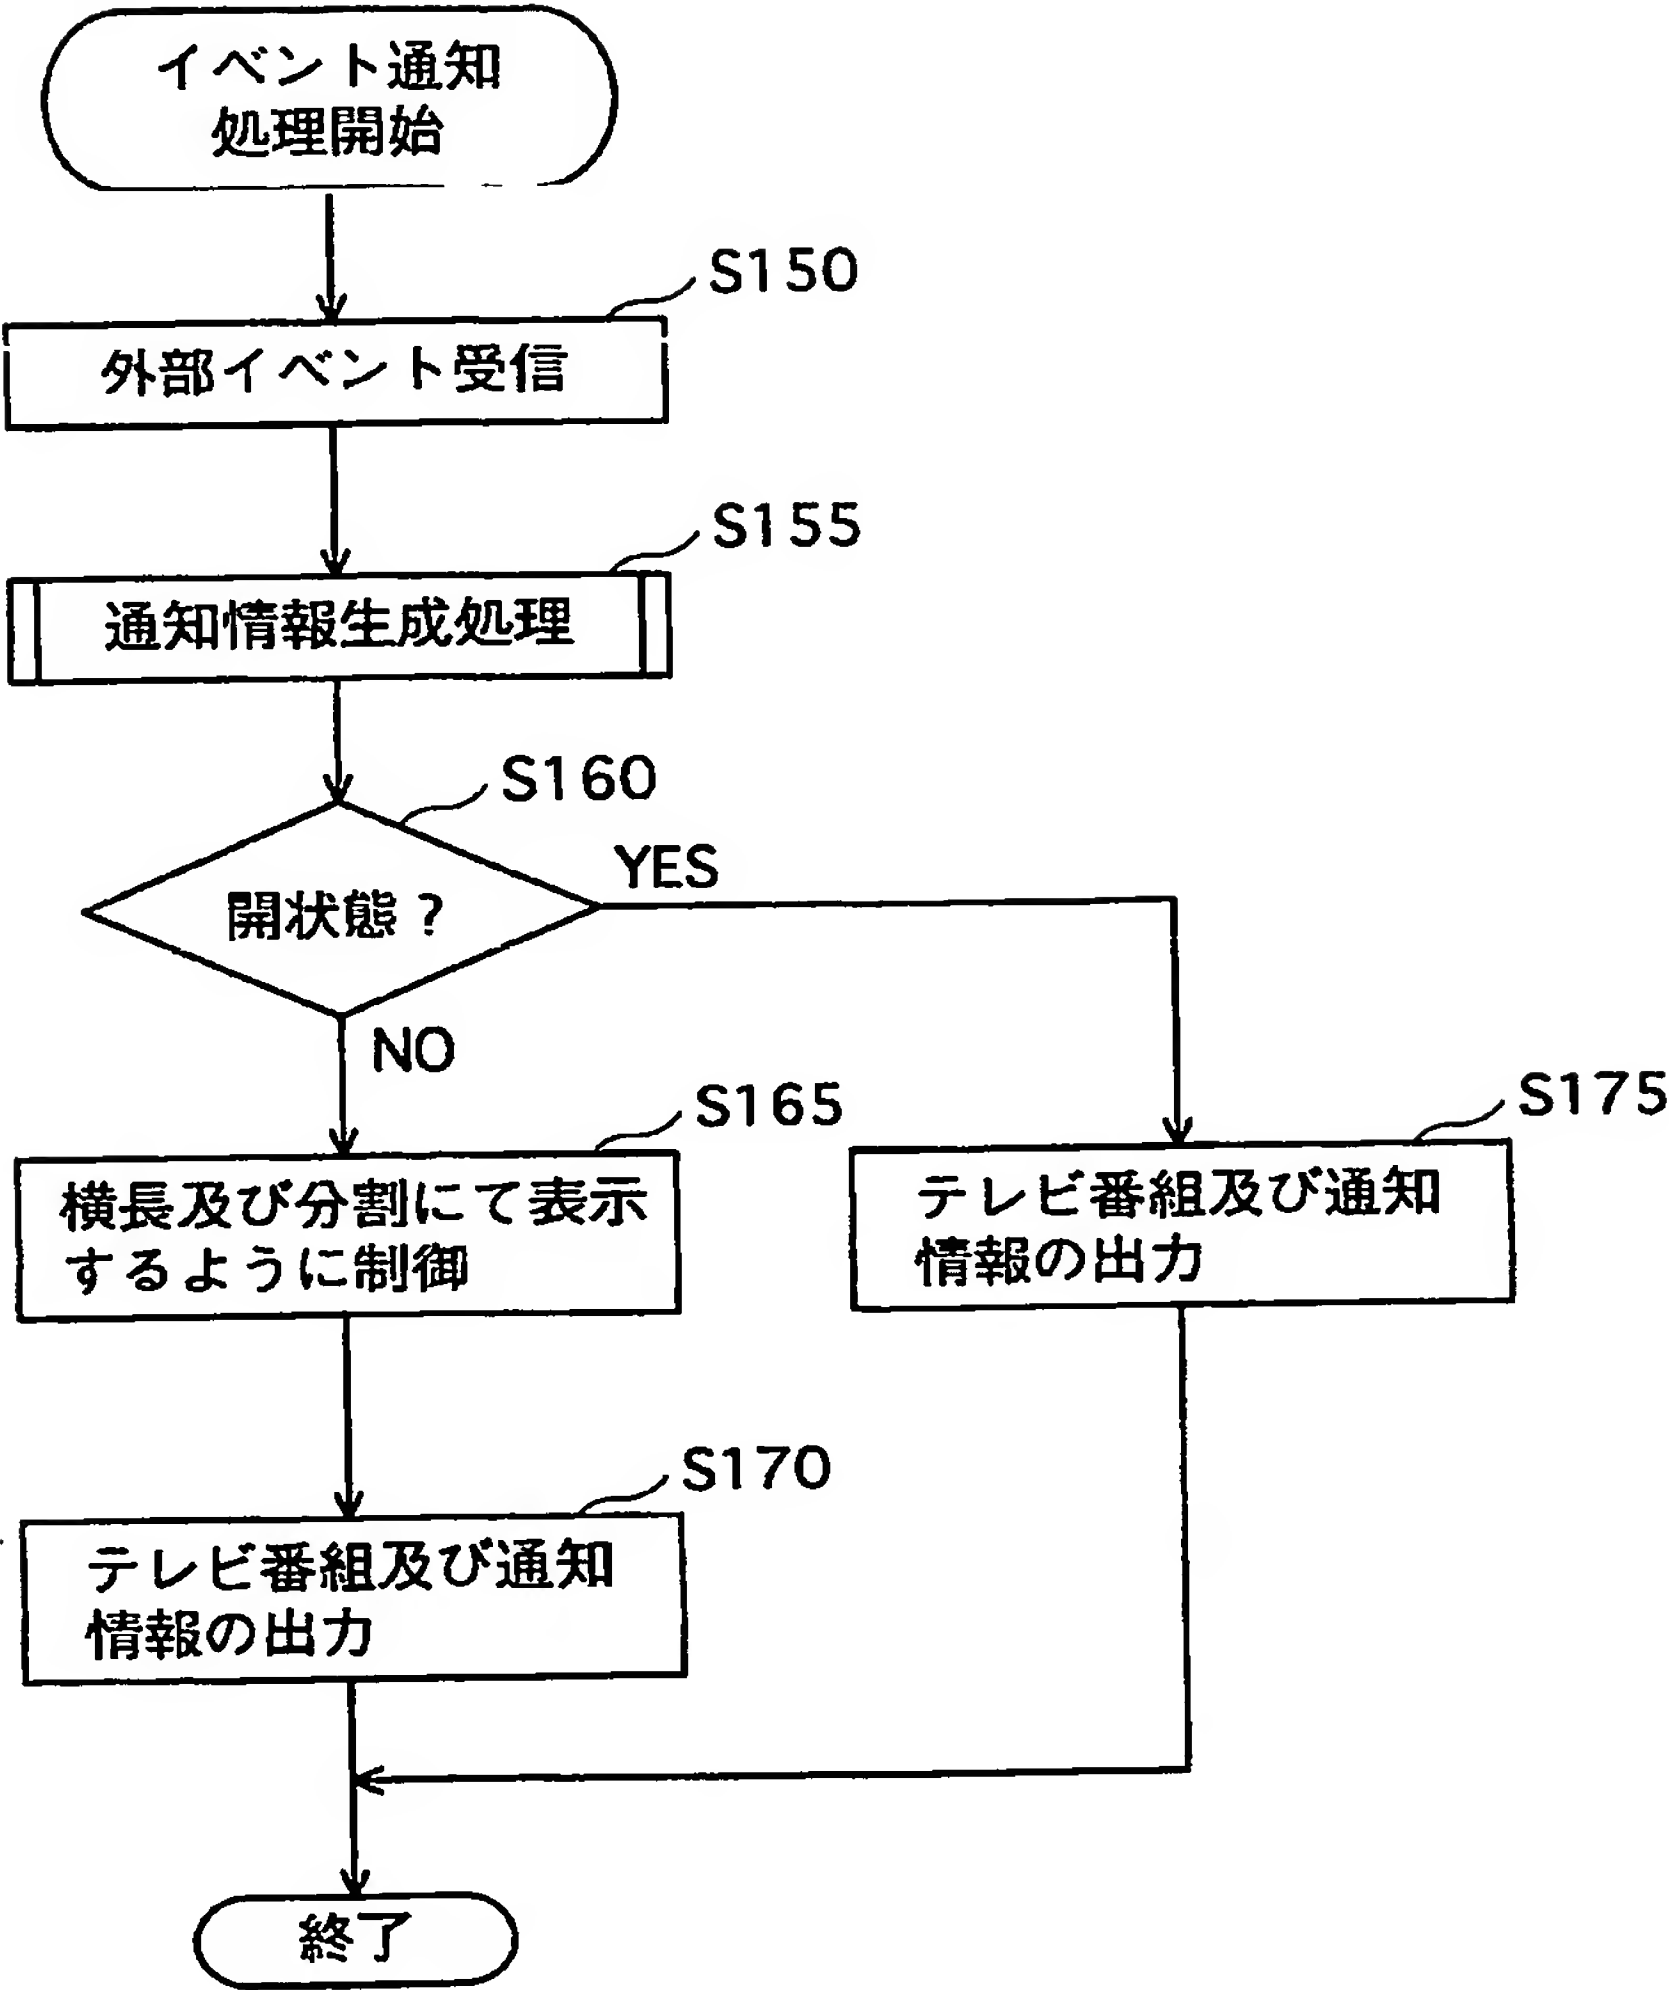 イベント通知
処理開始
S150
外部イベント受信
S155
通知情報生成処理
S160
開状態？
YES
NO
S165
横長及び分割にて表示
するように制御
S175
テレビ番組及び通知
情報の出力
S170
テレビ番組及び通知
情報の出力
終了